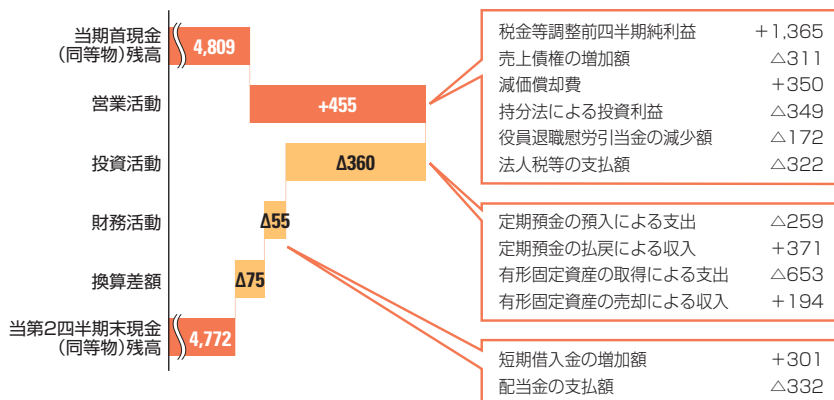 当期首現金
(同等物)残高
4,809
営業活動
+455
投資活動
Δ360
財務活動
Δ55
換算差額
Δ75
当第2四半期末現金
(同等物)残高
4,772
税金等調整前四半期純利益 +1,365
売上債権の増加額 △311
減価償却費 +350
持分法による投資利益 △349
役員退職慰労引当金の減少額 △172
法人税等の支払額 △322
定期預金の預入による支出 △259
定期預金の払戻による収入 +371
有形固定資産の取得による支出 △653
有形固定資産の売却による収入 +194
短期借入金の増加額 +301
配当金の支払額 △332